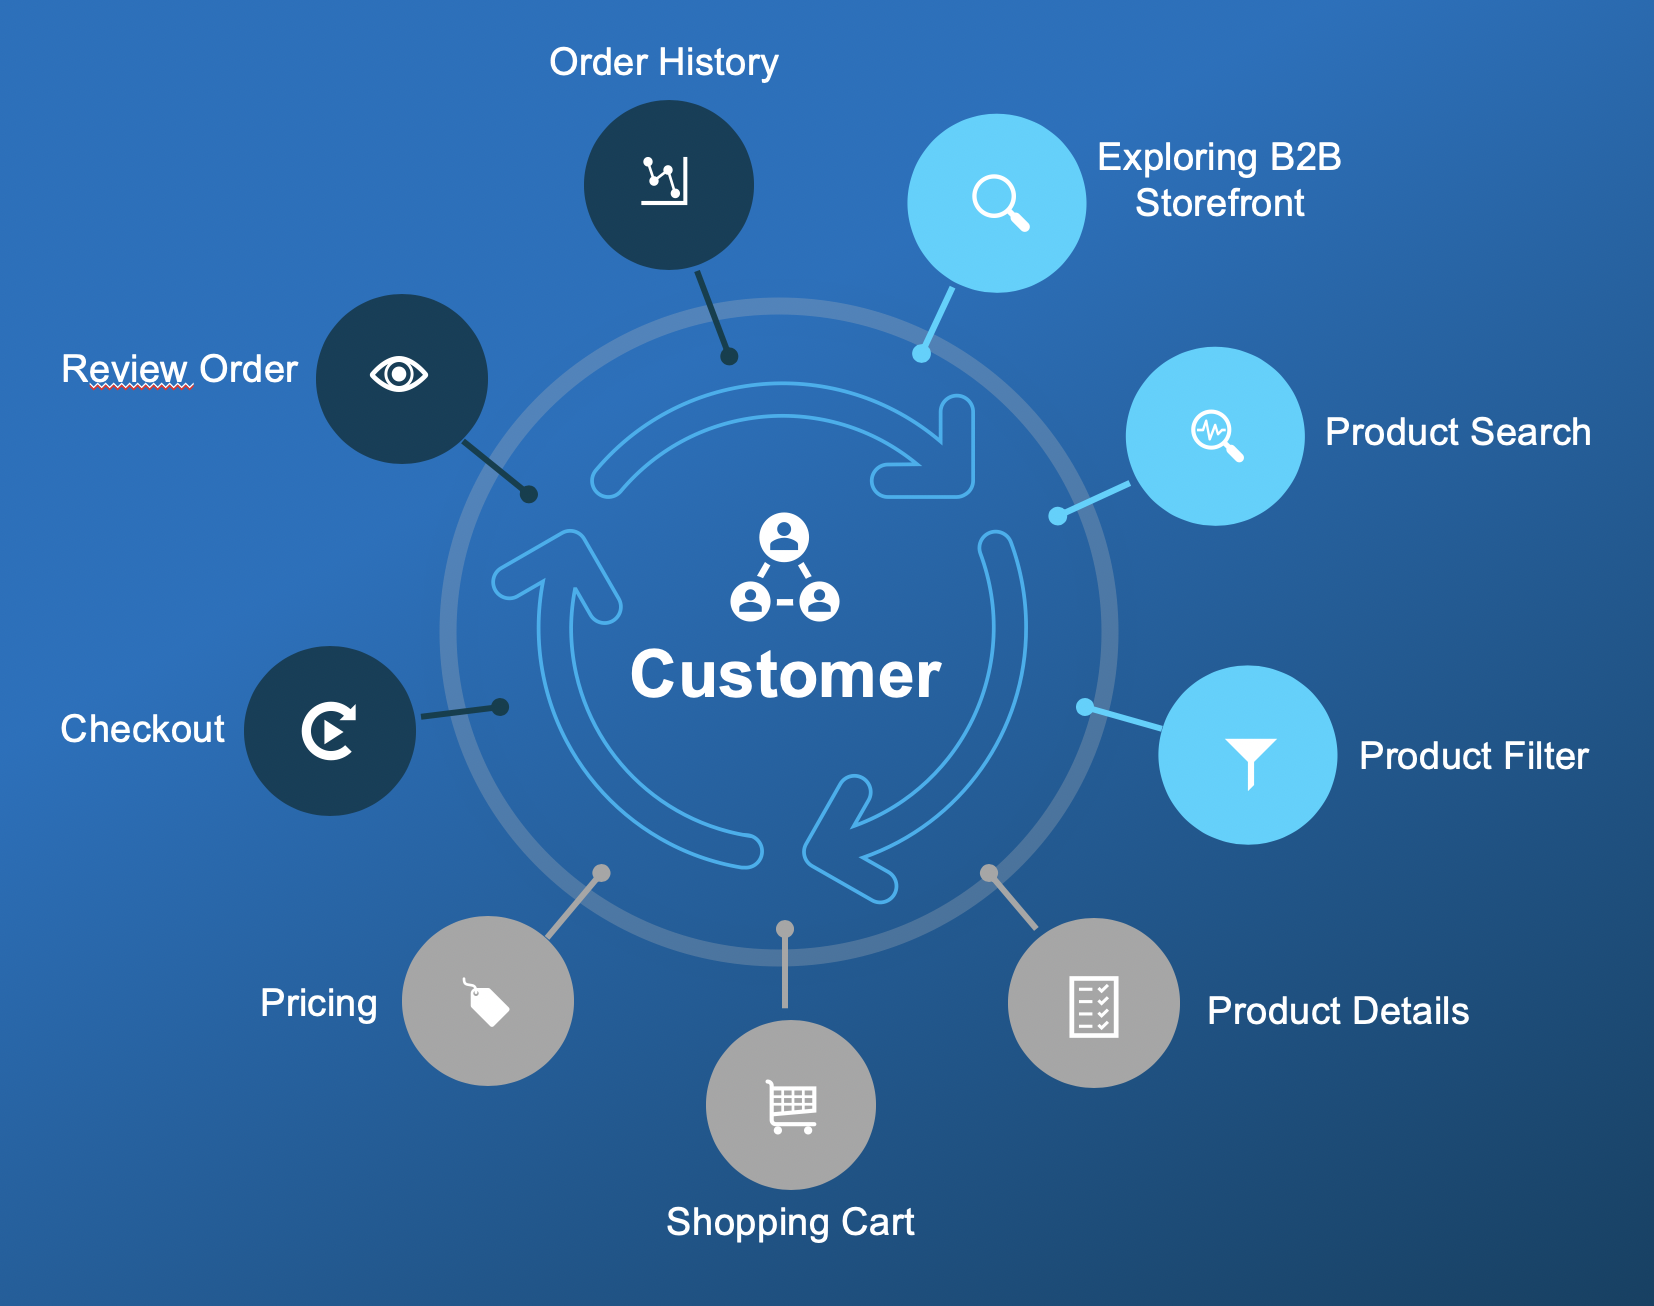 Order History
Exploring B2B
Storefront
Review Order
Product Search
Customer
Checkout
Product Filter
Pricing
Product Details
Shopping Cart